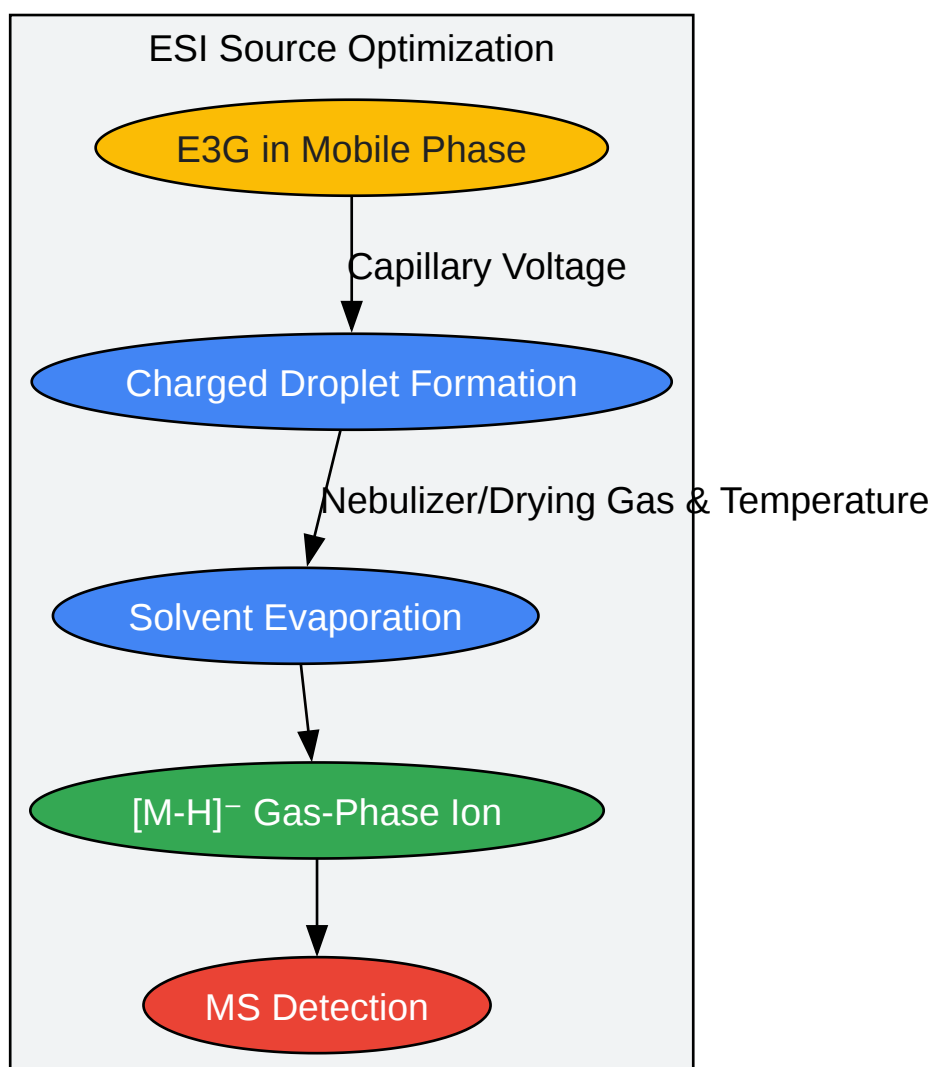 ESI Source Optimization
E3G in Mobile Phase
Capillary Voltage
Charged Droplet Formation
Nebulizer/Drying Gas & Temperature
Solvent Evaporation
[M-H]⁻ Gas-Phase Ion
MS Detection